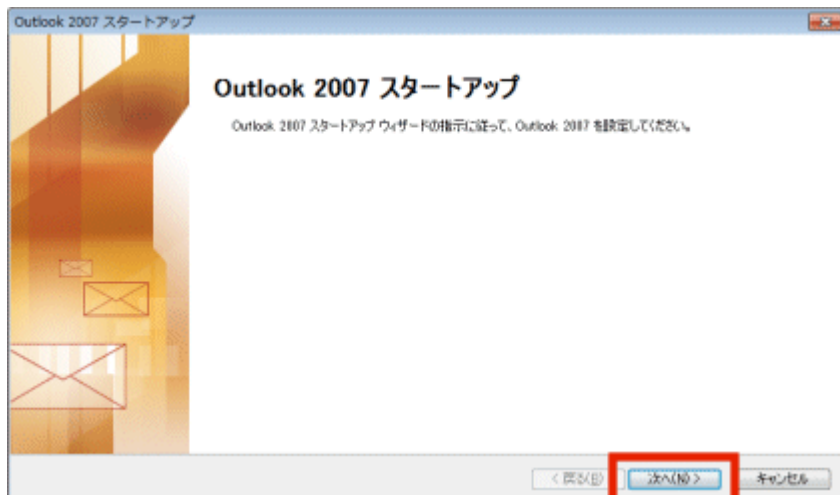 Outlook 2007 スタートアップ
Outlook 2007 スタートアップ
Outlook 2007 スタートアップ ウィザードの指示に従って、Outlook 2007 を設定してください。
< 戻る(B) 次へ(N) > キャンセル